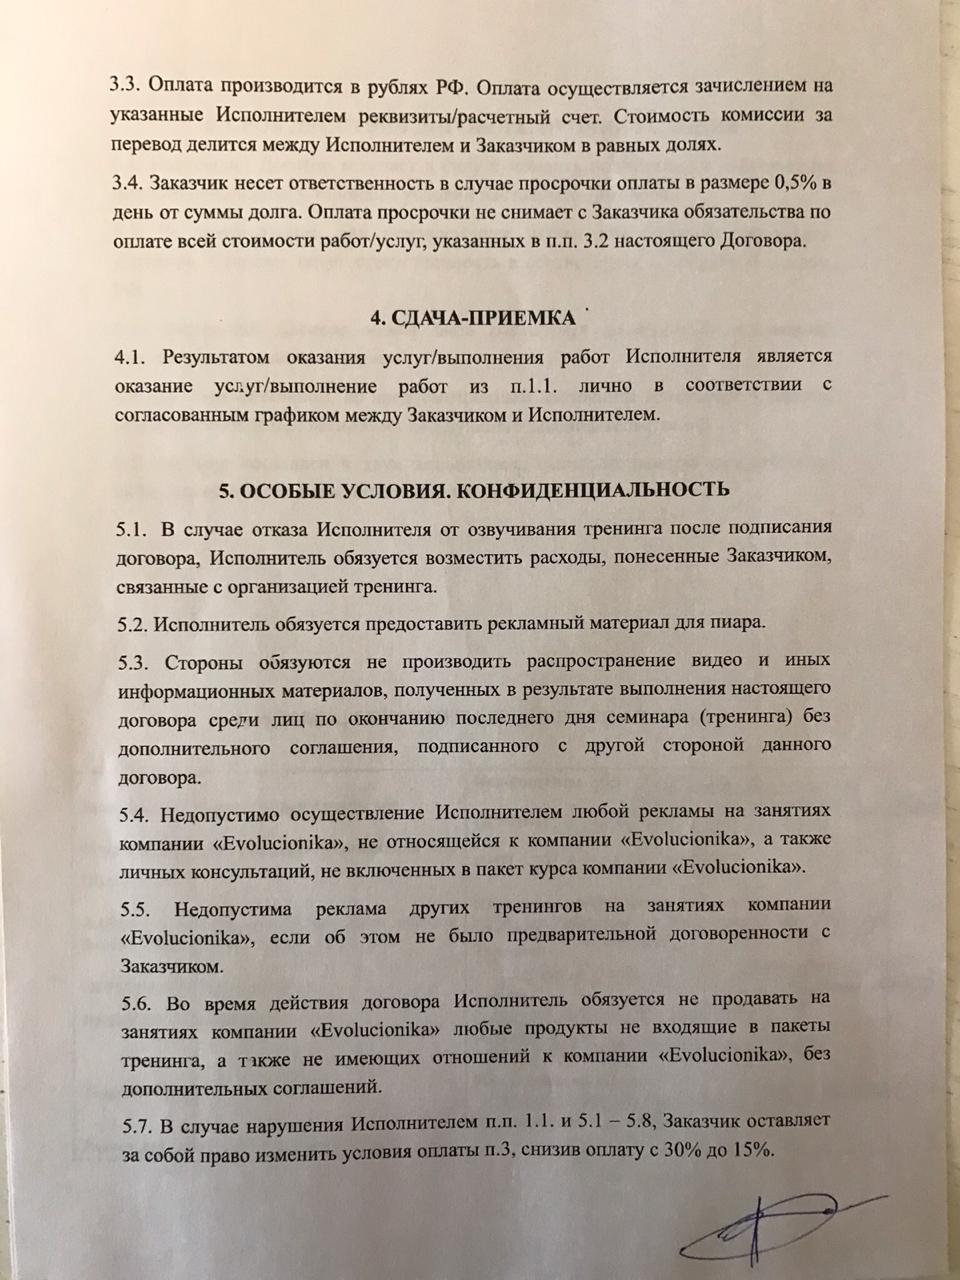 3.3. Оплата производится в рублях РФ. Оплата осуществляется зачислением на
указанные Исполнителем реквизиты/расчетный счет. Стоимость комиссии за
перевод делится между Исполнителем и Заказчиком в равных долях.
3.4. Заказчик несет ответственность в случае просрочки оплаты в размере 0,5% в
день от суммы долга. Оплата просрочки не снимает с Заказчика обязательства по
оплате всей стоимости работ/услуг, указанных в п.п. 3.2 настоящего Договора.
4. СДАЧА-ПРИЕМКА
4.1. Результатом оказания услуг/выполнения работ Исполнителя является
оказание услуг/выполнение работ из п.1.1. лично в соответствии с
согласованным графиком между Заказчиком и Исполнителем.
5. ОСОБЫЕ УСЛОВИЯ. КОНФИДЕНЦИАЛЬНОСТЬ
5.1. В случае отказа Исполнителя от озвучивания тренинга после подписания
договора, Исполнитель обязуется возместить расходы, понесенные Заказчиком,
связанные с организацией тренинга.
5.2. Исполнитель обязуется предоставить рекламный материал для пиара.
5.3. Стороны обязуются не производить распространение видео и иных
информационных материалов, полученных в результате выполнения настоящего
договора среди лиц по окончанию последнего дня семинара (тренинга) без
дополнительного соглашения, подписанного с другой стороной данного
договора.
5.4. Недопустимо осуществление Исполнителем любой рекламы на занятиях
компании «Evolucionika», не относящейся к компании «Evolucionika», а также
личных консультаций, не включенных в пакет курса компании «Evolucionika».
5.5. Недопустима реклама других тренингов на занятиях компании
«Evolucionika», если об этом не было предварительной договоренности с
Заказчиком.
5.6. Во время действия договора Исполнитель обязуется не продавать на
занятиях компании «Evolucionika» любые продукты не входящие в пакеты
тренинга, а также не имеющих отношений к компании «Evolucionika», без
дополнительных соглашений.
5.7. В случае нарушения Исполнителем п.п. 1.1. и 5.1 – 5.8, Заказчик оставляет
за собой право изменить условия оплаты п.3, снизив оплату с 30% до 15%.